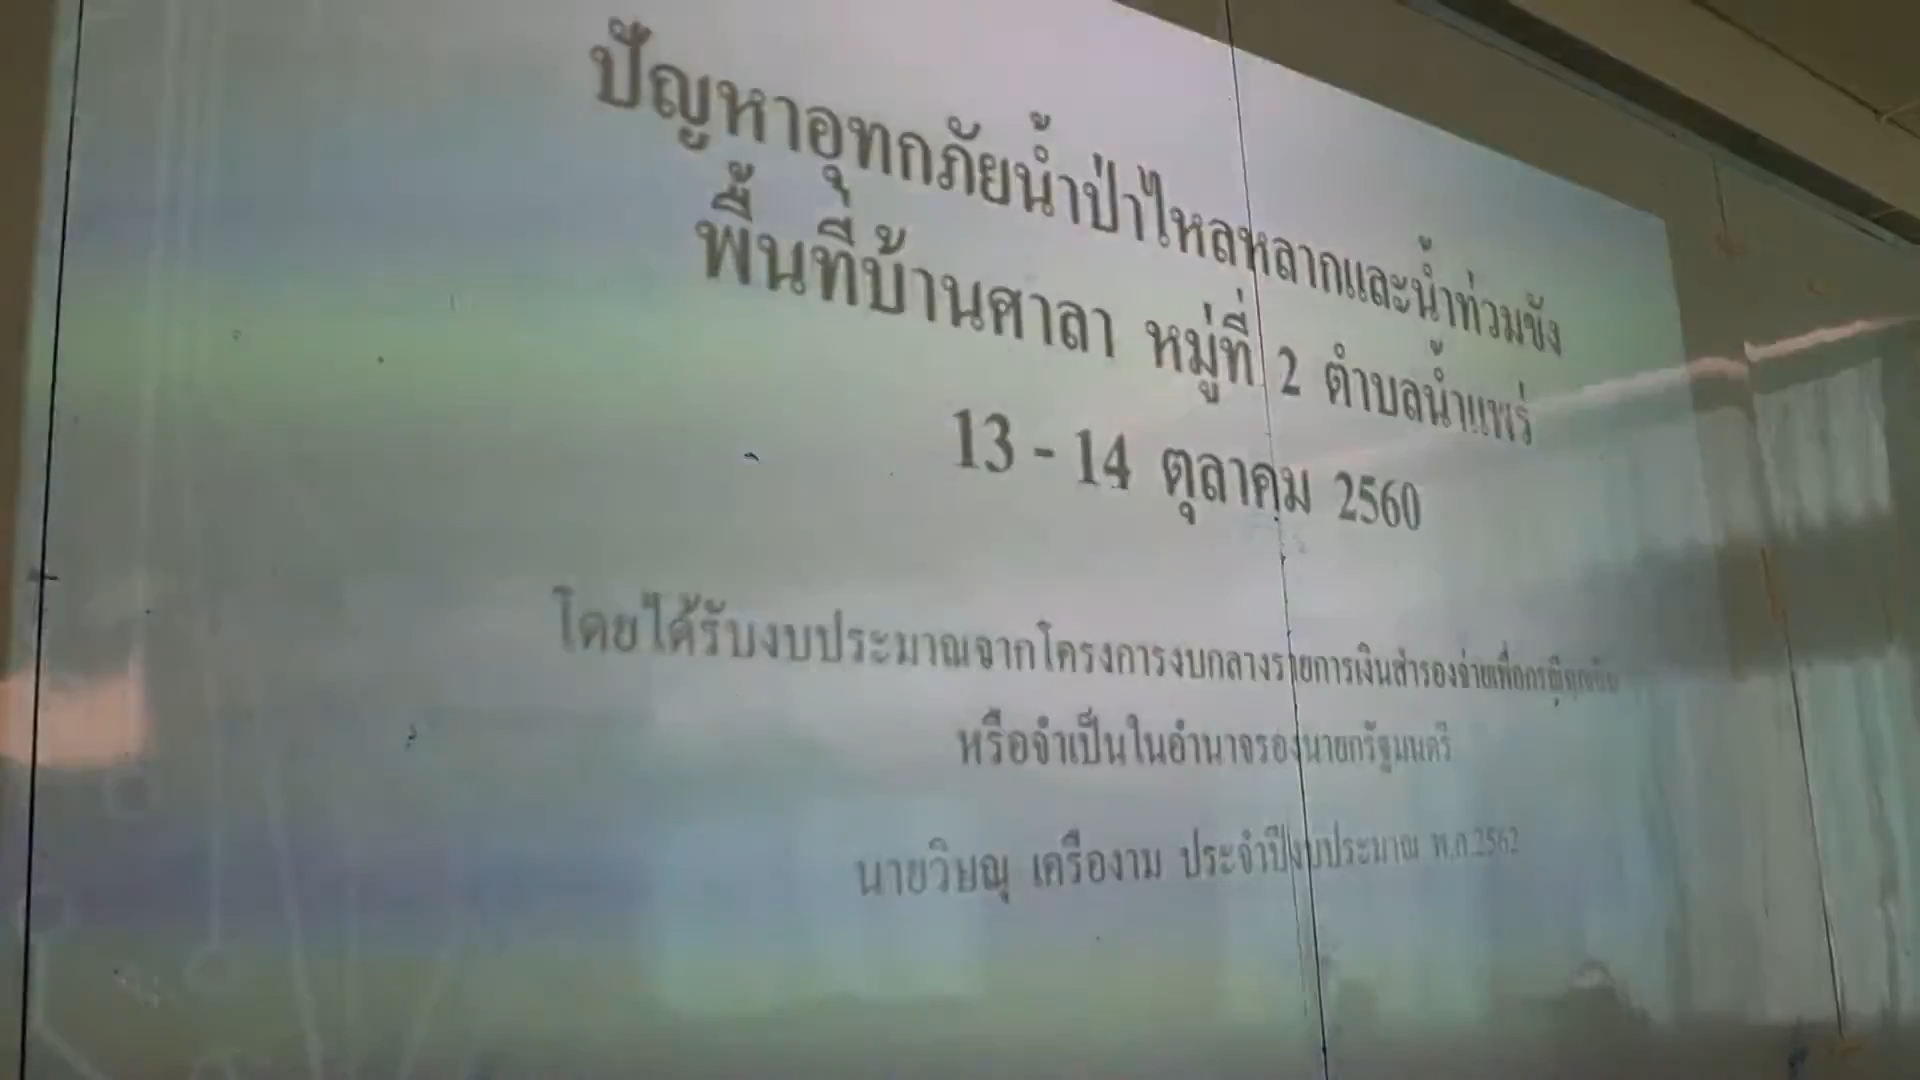 ปัญหาอุทกภัยน้ำป่าไหลหลากและน้ำท่วมขัง
พื้นที่บ้านศาลา หมู่ที่ 2 ตำบลน้ำแพร่
13 - 14 ตุลาคม 2560
โดยได้รับงบประมาณจากโครงการงบกลางรายการเงินสำรองจ่ายเพื่อกรณีฉุกเฉิน
หรือจำเป็นในอำนาจรองนายกรัฐมนตรี
นายวิษณุ เครืองาม ประจำปีงบประมาณ พ.ศ.2562